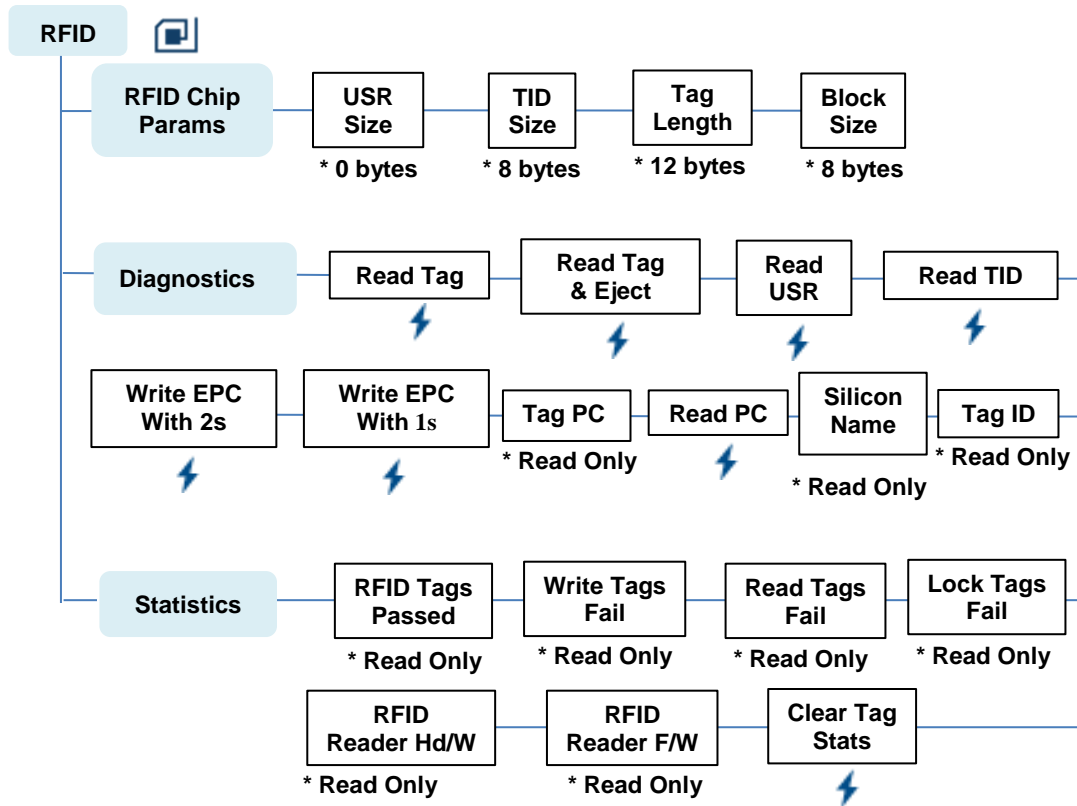 RFID
RFID Chip
Params
USR
Size
TID
Size
Tag
Length
Block
Size
* 0 bytes
* 8 bytes
* 12 bytes
* 8 bytes
Diagnostics
Read Tag
Read Tag
& Eject
Read
USR
Read TID
Write EPC
With 2s
Write EPC
With 1s
Tag PC
Read PC
Silicon
Name
Tag ID
* Read Only
* Read Only
* Read Only
Statistics
RFID Tags
Passed
Write Tags
Fail
Read Tags
Fail
Lock Tags
Fail
* Read Only
* Read Only
* Read Only
* Read Only
RFID
Reader Hd/W
RFID
Reader F/W
Clear Tag
Stats
* Read Only
* Read Only